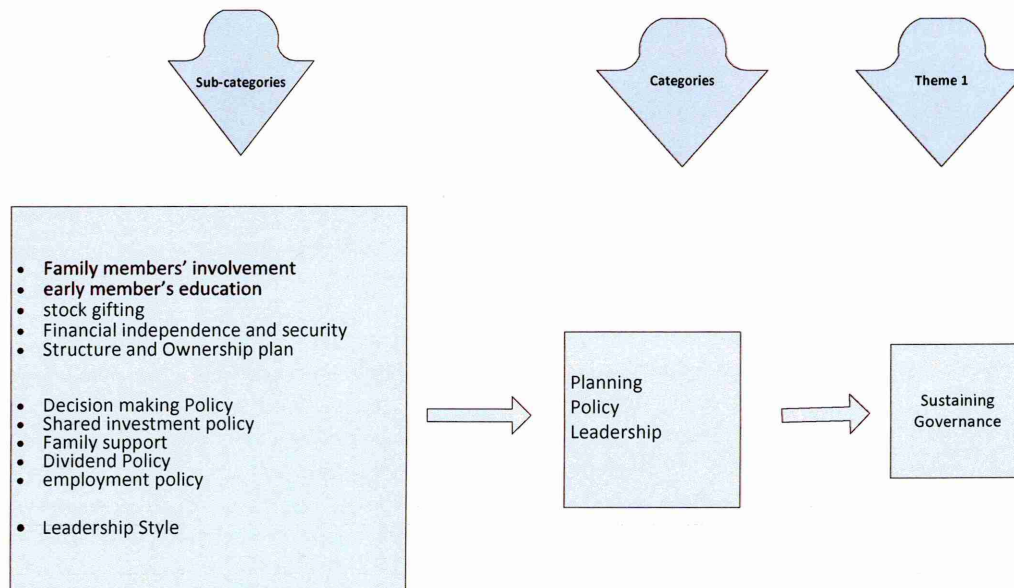 Sub-categories
Categories
Theme 1
• Family members’ involvement
• early member’s education
• stock gifting
• Financial independence and security
• Structure and Ownership plan
• Decision making Policy
• Shared investment policy
• Family support
• Dividend Policy
• employment policy
• Leadership Style
Planning
Policy
Leadership
Sustaining
Governance